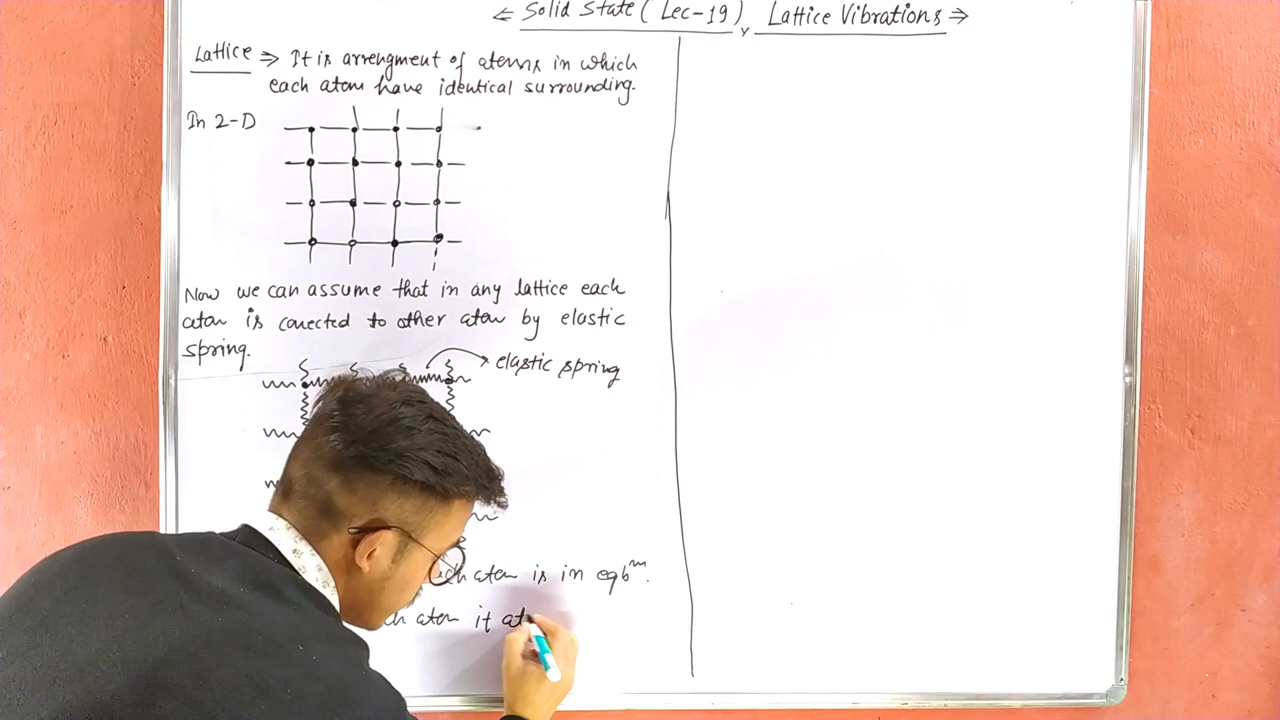 ⇐ Solid State ( Lec-19), Lattice Vibrations ⇒
Lattice ⇒ It is arrengment of atoms in which
each atom have identical surrounding.
In 2-D
Now we can assume that in any lattice each
atom is conected to other atom by elastic
spring.
elastic spring
atom is in eqbm.
atom it at